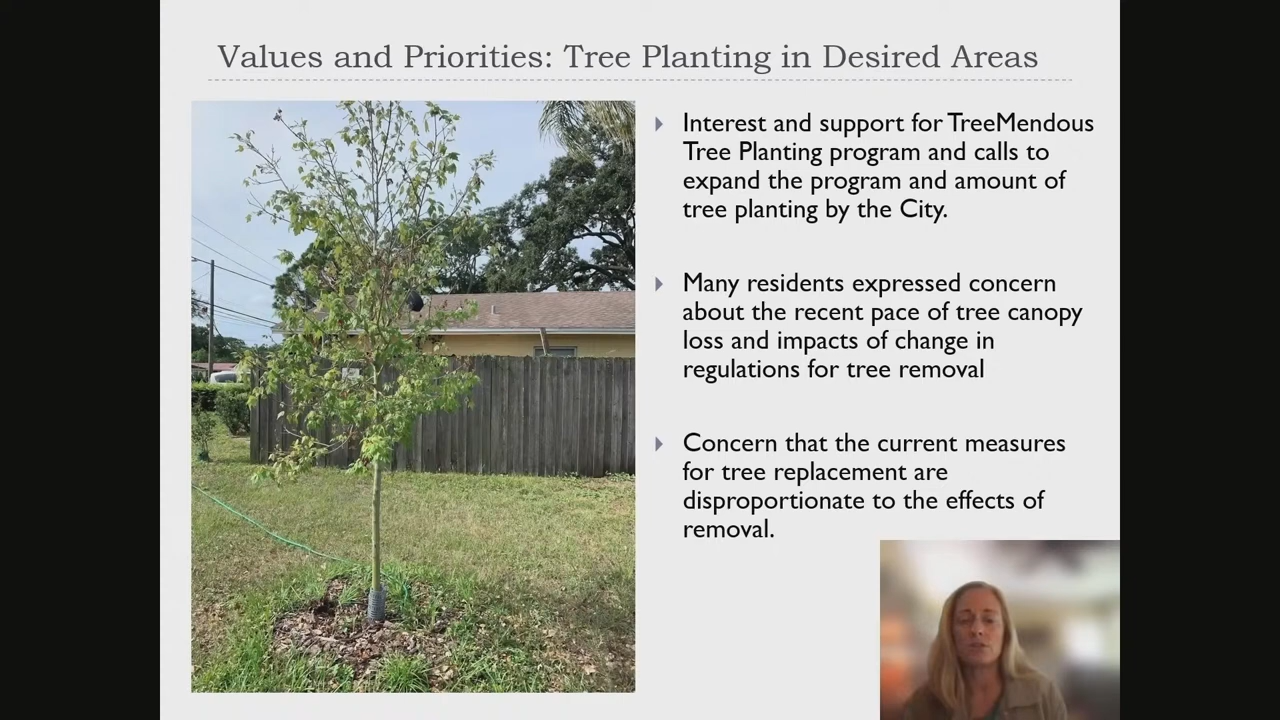 Values and Priorities: Tree Planting in Desired Areas
Interest and support for TreeMendous
Tree Planting program and calls to
expand the program and amount of
tree planting by the City.
Many residents expressed concern
about the recent pace of tree canopy
loss and impacts of change in
regulations for tree removal
Concern that the current measures
for tree replacement are
disproportionate to the effects of
removal.